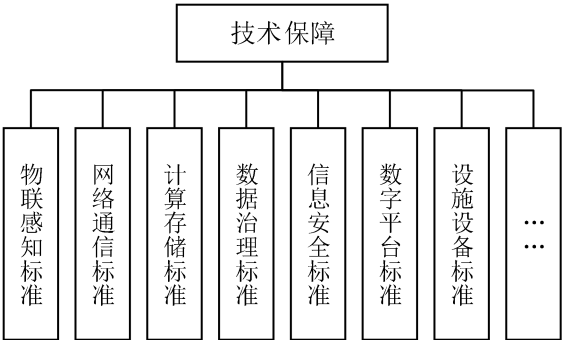 技术保障
物联感知标准
网络通信标准
计算存储标准
数据治理标准
信息安全标准
数字平台标准
设施设备标准
……